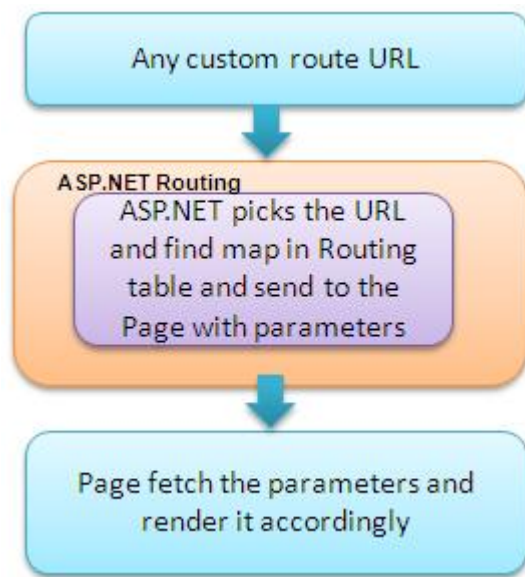 Any custom route URL
ASP.NET Routing
ASP.NET picks the URL
and find map in Routing
table and send to the
Page with parameters
Page fetch the parameters and
render it accordingly